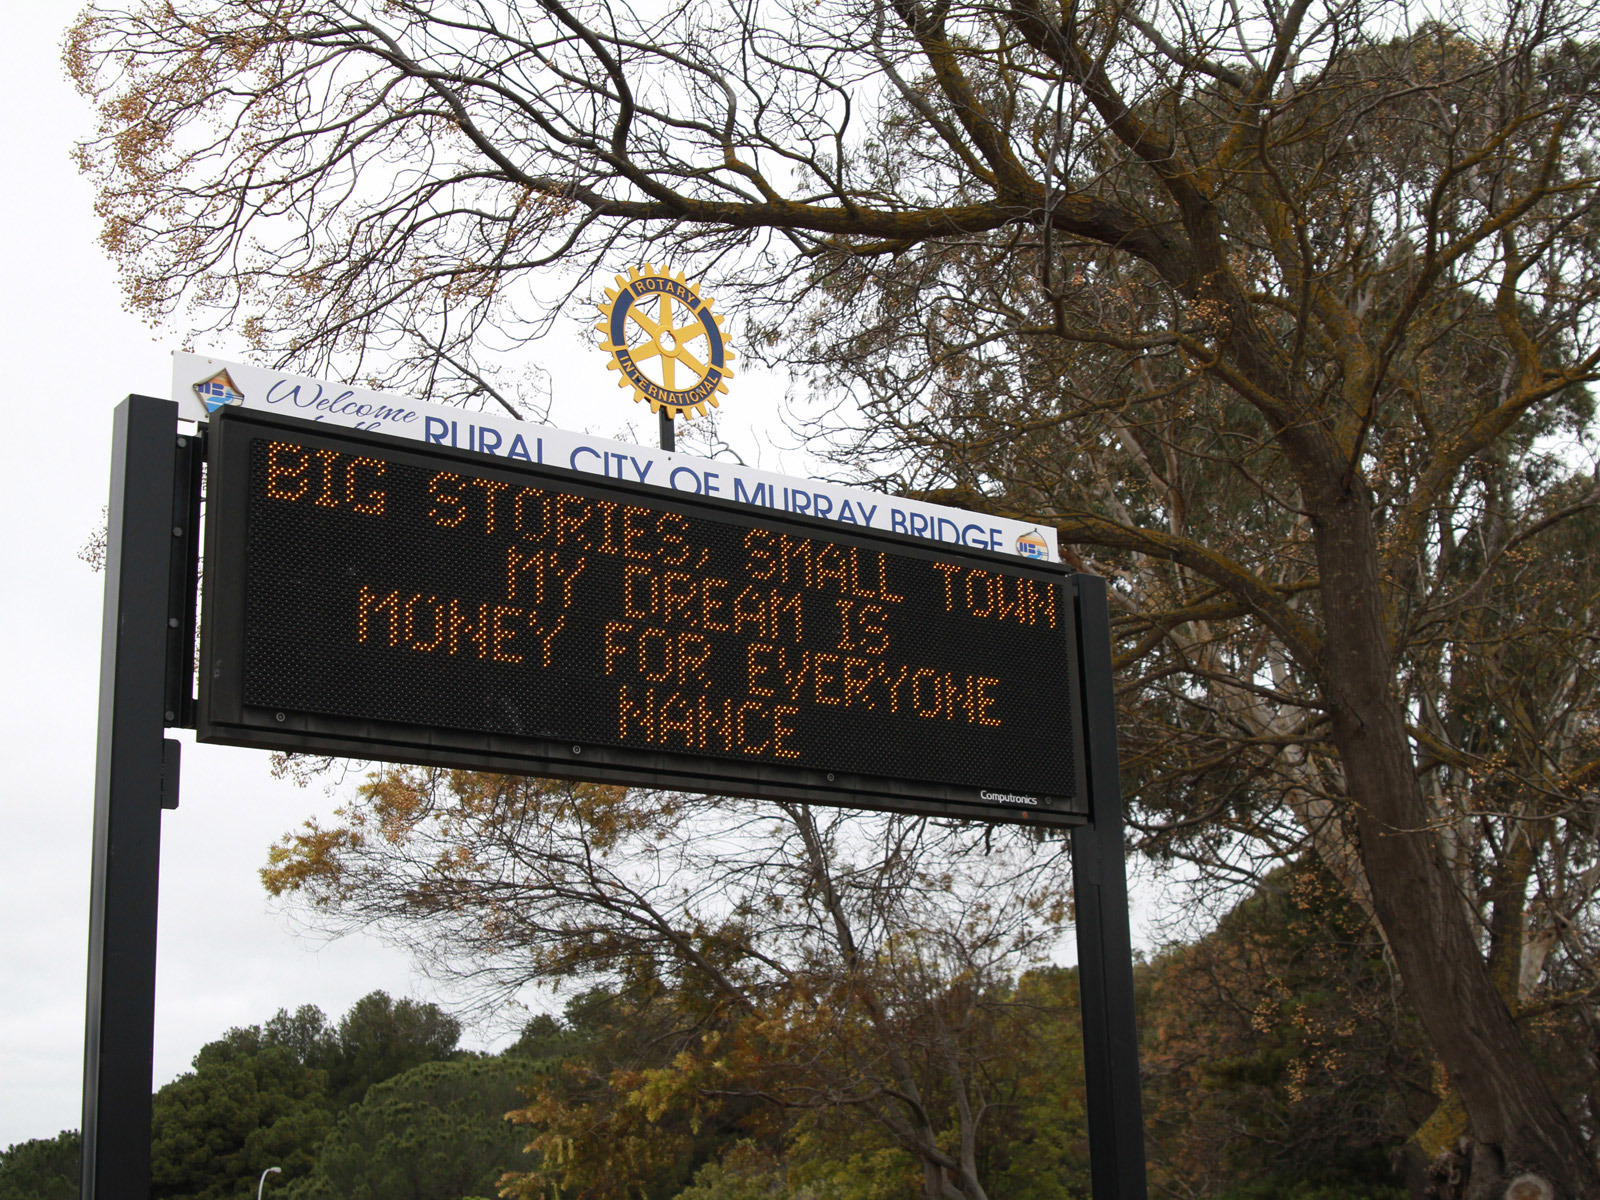 ROTARY
INTERNATIONAL
Welcome
RURAL CITY OF MURRAY BRIDGE
BIG STORIES, SMALL TOWN
MY DREAM IS
MONEY FOR EVERYONE
NANCE
Computronics